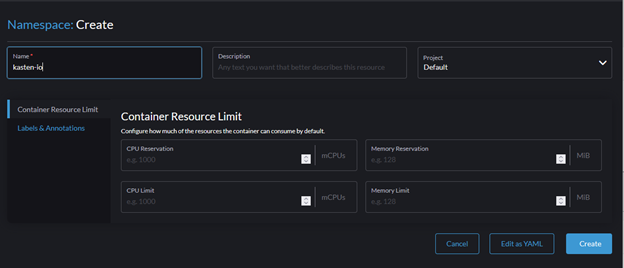 Namespace: Create
Name *
kasten-io
Description
Any text you want that better describes this resource
Project
Default
Container Resource Limit
Labels & Annotations
Container Resource Limit
Configure how much of the resources the container can consume by default.
CPU Reservation
e.g. 1000
mCPUs
Memory Reservation
e.g. 128
MiB
CPU Limit
e.g. 1000
mCPUs
Memory Limit
e.g. 128
MiB
Cancel
Edit as YAML
Create